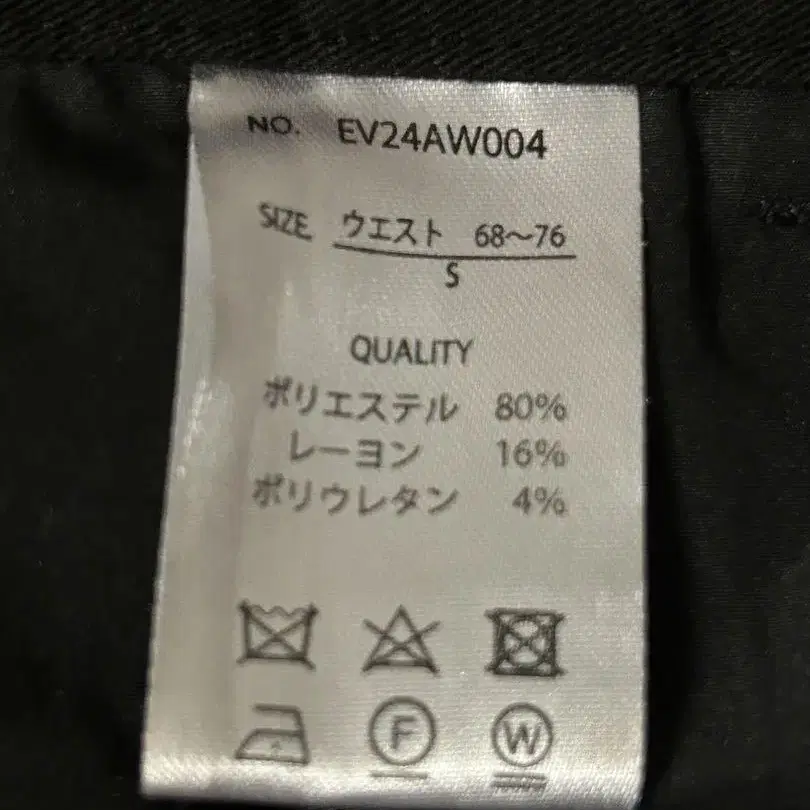 NO. EV24AW004
SIZE ウエスト 68～76
S
QUALITY
ポリエステル 80%
レーヨン 16%
ポリウレタン 4%
F W